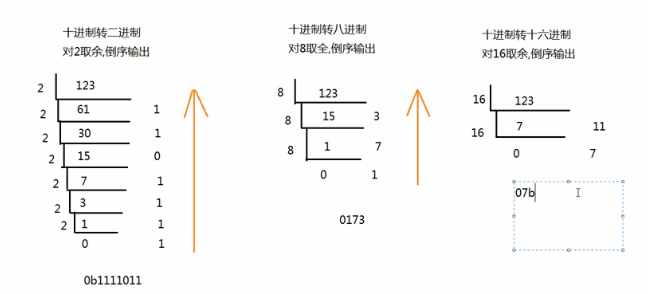 十进制转二进制
对2取余,倒序输出
2 123
2 61 1
2 30 1
2 15 0
2 7 1
2 3 1
2 1 1
0 1
0b1111011
十进制转八进制
对8取全,倒序输出
8 123
8 15 3
8 1 7
0 1
0173
十进制转十六进制
对16取余,倒序输出
16 123
16 7 11
0 7
07b